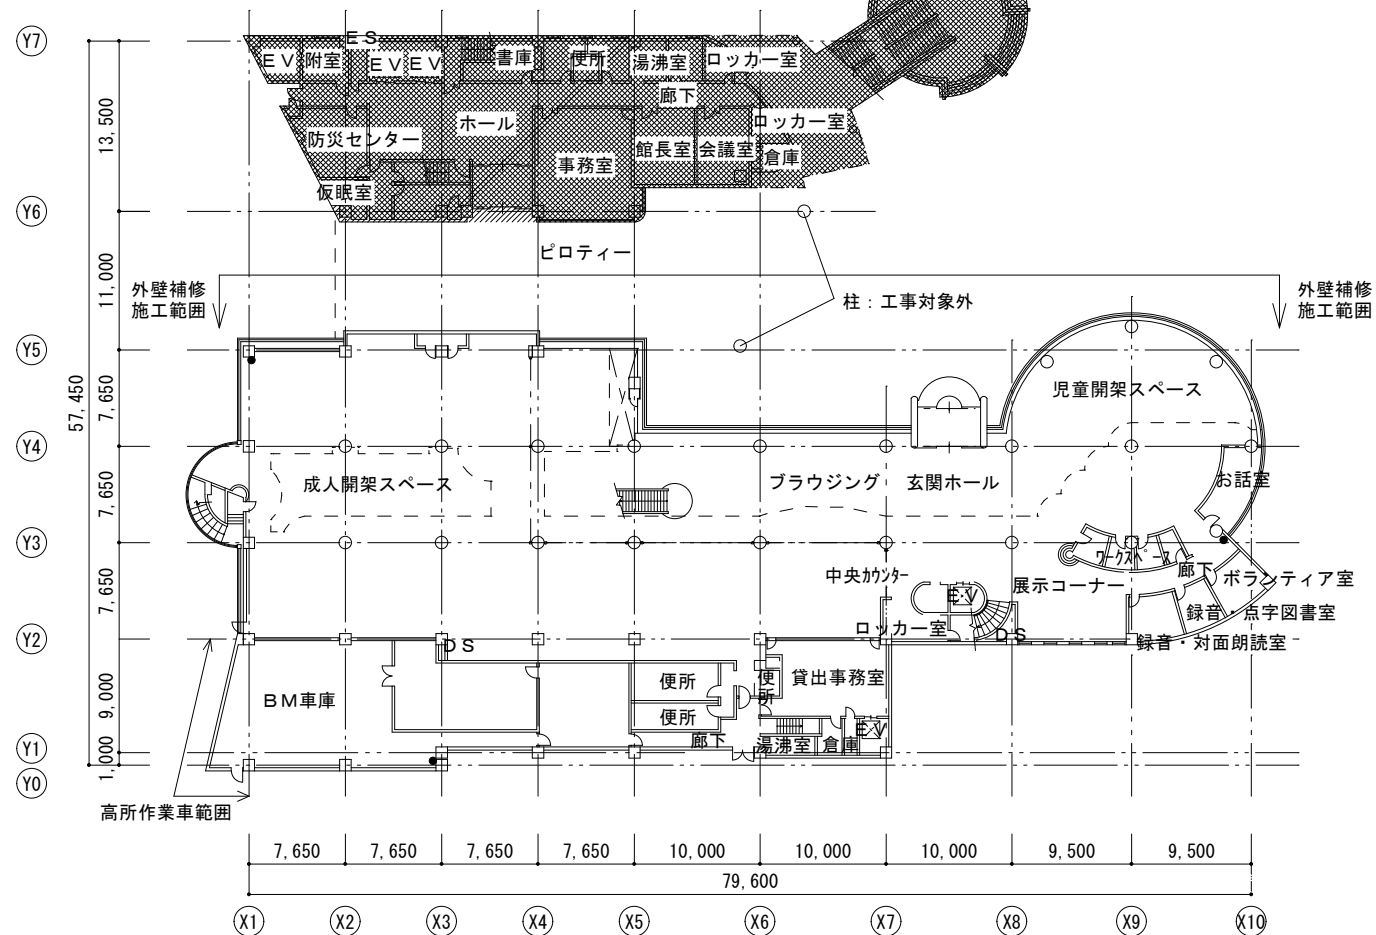 Y7
ES
EV
附室
EV
EV
書庫
便所
湯沸室
ロッカー室
廊下
ロッカー室
防災センター
ホール
館長室
会議室
倉庫
事務室
仮眠室
13,500
Y6
ピロティー
11,000
外壁補修
施工範囲
柱：工事対象外
外壁補修
施工範囲
Y5
57,450
7,650
児童開架スペース
Y4
7,650
成人開架スペース
ブラウジング
玄関ホール
お話室
Y3
7,650
ワークスペース
中央カウンター
展示コーナー
廊下
ボランティア室
EV
録音・点字図書室
ロッカー室
DS
録音・対面朗読室
Y2
DS
9,000
BM車庫
便所
便所
便所
貸出事務室
EV
廊下
湯沸室
倉庫
Y1
1,000
Y0
高所作業車範囲
7,650
7,650
7,650
7,650
10,000
10,000
10,000
9,500
9,500
79,600
X1
X2
X3
X4
X5
X6
X7
X8
X9
X10